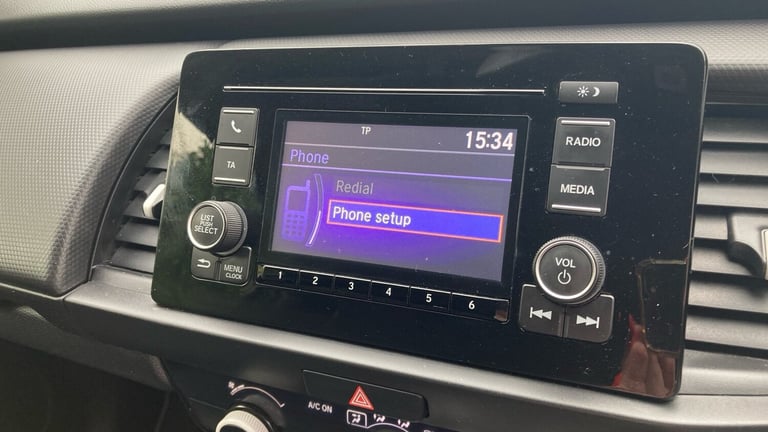 TP
15:34
Phone
Redial
Phone setup
TA
LIST
PUSH
SELECT
MENU
CLOCK
1 2 3 4 5 6
RADIO
MEDIA
VOL
A/C ON